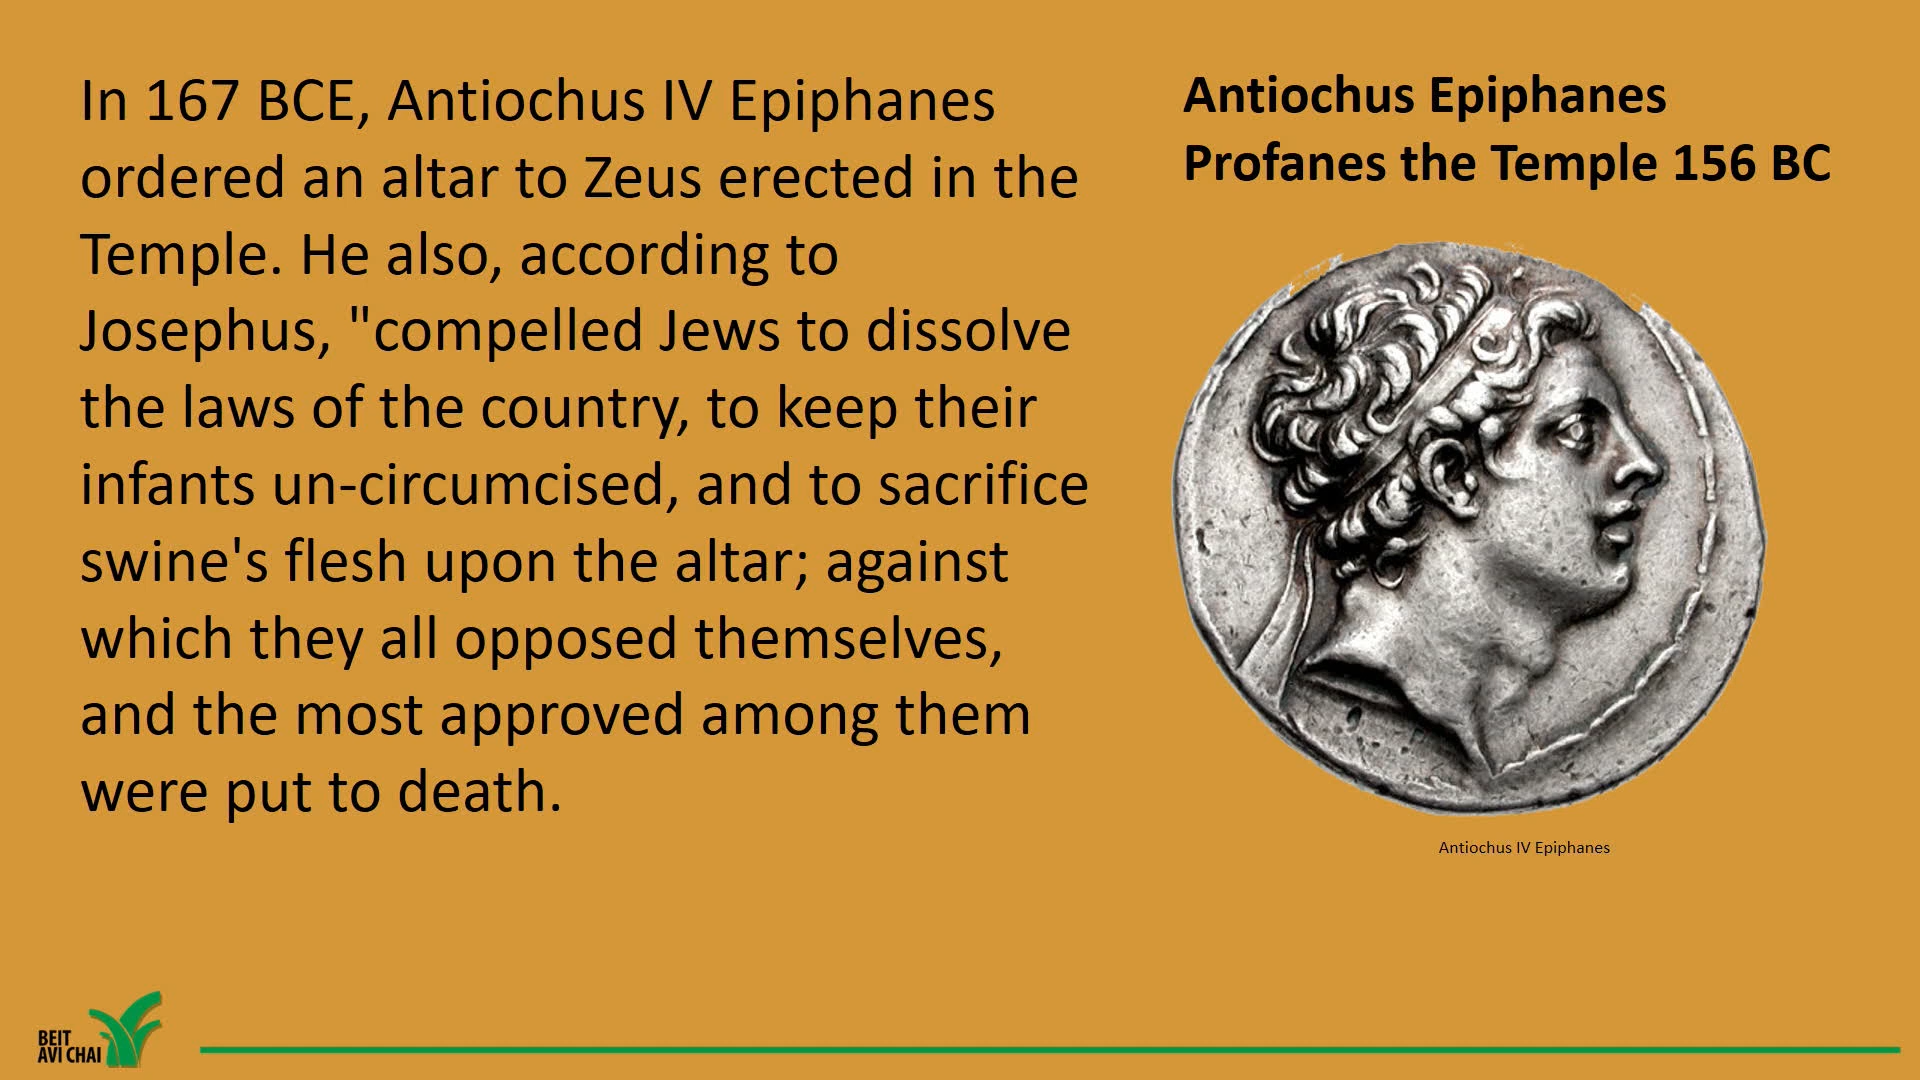 In 167 BCE, Antiochus IV Epiphanes
ordered an altar to Zeus erected in the
Temple. He also, according to
Josephus, "compelled Jews to dissolve
the laws of the country, to keep their
infants un-circumcised, and to sacrifice
swine's flesh upon the altar; against
which they all opposed themselves,
and the most approved among them
were put to death.
Antiochus Epiphanes
Profanes the Temple 156 BC
Antiochus IV Epiphanes
BEIT
AVI CHAI